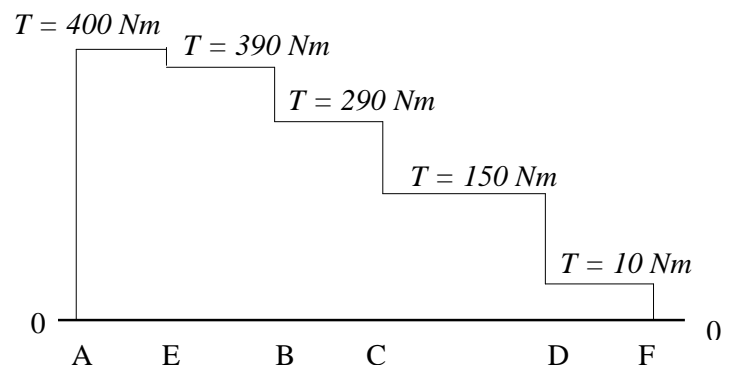 T = 400 Nm
T = 390 Nm
T = 290 Nm
T = 150 Nm
T = 10 Nm
0 0
A E B C D F